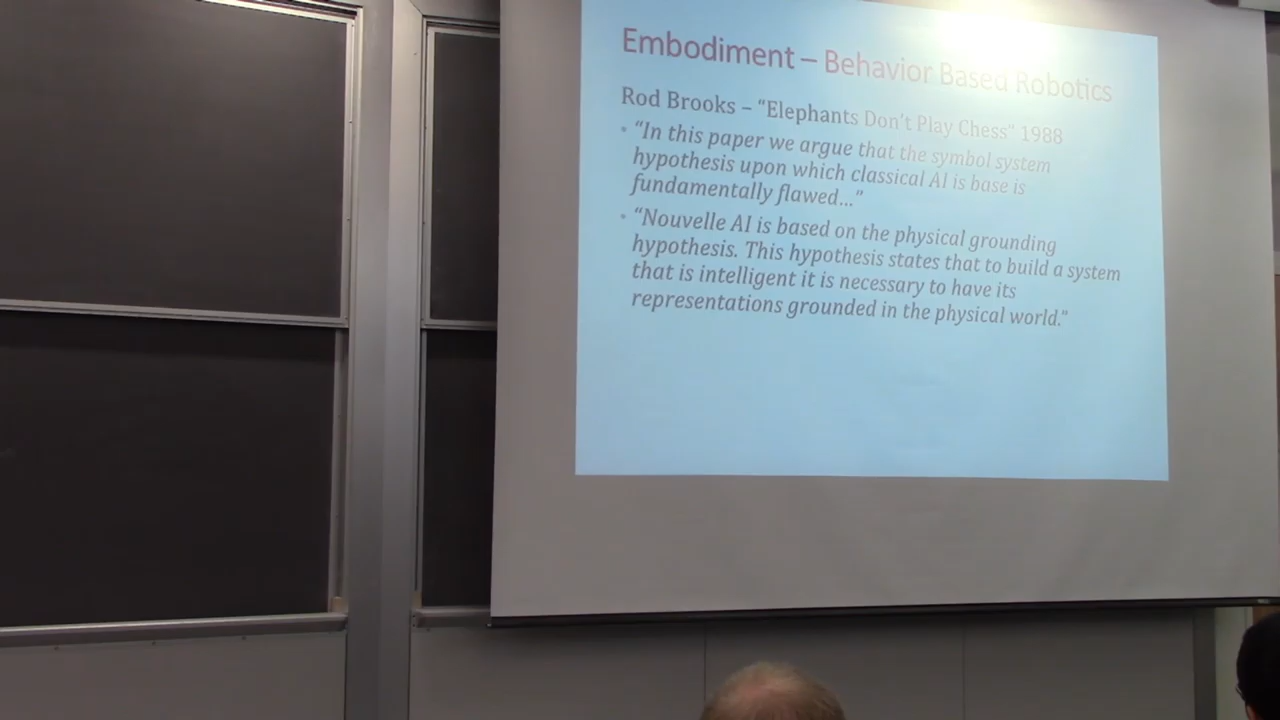 Embodiment – Behavior Based Robotics
Rod Brooks – “Elephants Don’t Play Chess” 1988
• “In this paper we argue that the symbol system
hypothesis upon which classical AI is base is
fundamentally flawed…”
• “Nouvelle AI is based on the physical grounding
hypothesis. This hypothesis states that to build a system
that is intelligent it is necessary to have its
representations grounded in the physical world.”